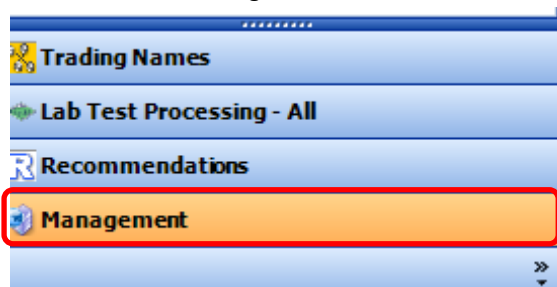 Trading Names
Lab Test Processing - All
Recommendations
Management